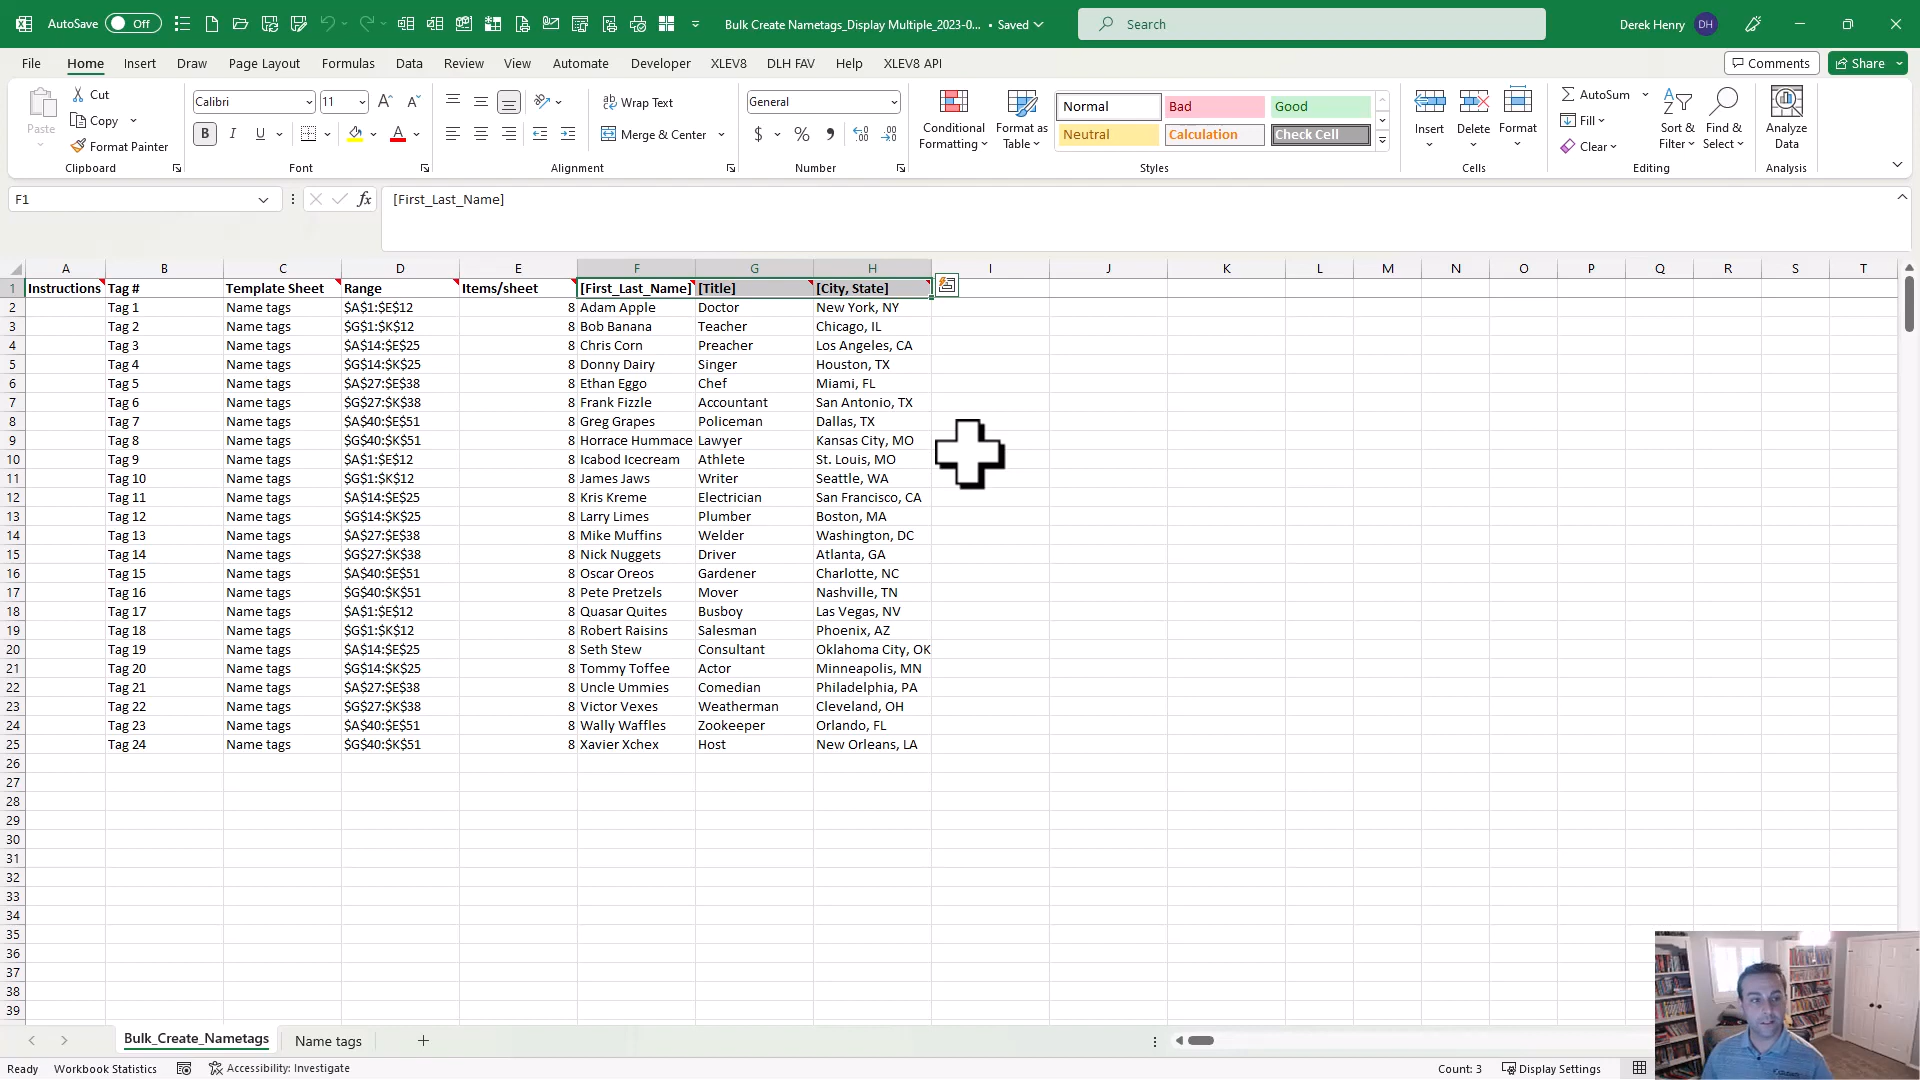 AutoSave Off Bulk Create Nametags_Display Multiple_2023-0... • Saved Search Derek Henry DH
File Home Insert Draw Page Layout Formulas Data Review View Automate Developer XLEV8 DLH FAV Help XLEV8 API Comments Share
Paste Cut Copy Format Painter Clipboard
Calibri 11 B I U Font
Wrap Text Merge & Center Alignment
General $ % Number
Conditional Formatting Format as Table Normal Bad Good Neutral Calculation Check Cell Styles
Insert Delete Format Cells
AutoSum Fill Clear Sort & Filter Find & Select Editing
Analyze Data Analysis
F1 fx [First_Last_Name]
A B C D E F G H I J K L M N O P Q R S T
1 Instructions Tag # Template Sheet Range Items/sheet [First_Last_Name] [Title] [City, State]
2 Tag 1 Name tags $A$1:$E$12 8 Adam Apple Doctor New York, NY
3 Tag 2 Name tags $G$1:$K$12 8 Bob Banana Teacher Chicago, IL
4 Tag 3 Name tags $A$14:$E$25 8 Chris Corn Preacher Los Angeles, CA
5 Tag 4 Name tags $G$14:$K$25 8 Donny Dairy Singer Houston, TX
6 Tag 5 Name tags $A$27:$E$38 8 Ethan Eggo Chef Miami, FL
7 Tag 6 Name tags $G$27:$K$38 8 Frank Fizzle Accountant San Antonio, TX
8 Tag 7 Name tags $A$40:$E$51 8 Greg Grapes Policeman Dallas, TX
9 Tag 8 Name tags $G$40:$K$51 8 Horrace Hummace Lawyer Kansas City, MO
10 Tag 9 Name tags $A$1:$E$12 8 Icabod Icecream Athlete St. Louis, MO
11 Tag 10 Name tags $G$1:$K$12 8 James Jaws Writer Seattle, WA
12 Tag 11 Name tags $A$14:$E$25 8 Kris Kreme Electrician San Francisco, CA
13 Tag 12 Name tags $G$14:$K$25 8 Larry Limes Plumber Boston, MA
14 Tag 13 Name tags $A$27:$E$38 8 Mike Muffins Welder Washington, DC
15 Tag 14 Name tags $G$27:$K$38 8 Nick Nuggets Driver Atlanta, GA
16 Tag 15 Name tags $A$40:$E$51 8 Oscar Oreos Gardener Charlotte, NC
17 Tag 16 Name tags $G$40:$K$51 8 Pete Pretzels Mover Nashville, TN
18 Tag 17 Name tags $A$1:$E$12 8 Quasar Quites Busboy Las Vegas, NV
19 Tag 18 Name tags $G$1:$K$12 8 Robert Raisins Salesman Phoenix, AZ
20 Tag 19 Name tags $A$14:$E$25 8 Seth Stew Consultant Oklahoma City, OK
21 Tag 20 Name tags $G$14:$K$25 8 Tommy Toffee Actor Minneapolis, MN
22 Tag 21 Name tags $A$27:$E$38 8 Uncle Ummies Comedian Philadelphia, PA
23 Tag 22 Name tags $G$27:$K$38 8 Victor Vexes Weatherman Cleveland, OH
24 Tag 23 Name tags $A$40:$E$51 8 Wally Waffles Zookeeper Orlando, FL
25 Tag 24 Name tags $G$40:$K$51 8 Xavier Xchex Host New Orleans, LA
26
27
28
29
30
31
32
33
34
35
36
37
38
39
Bulk_Create_Nametags Name tags
Ready Workbook Statistics Accessibility: Investigate Count: 3 Display Settings